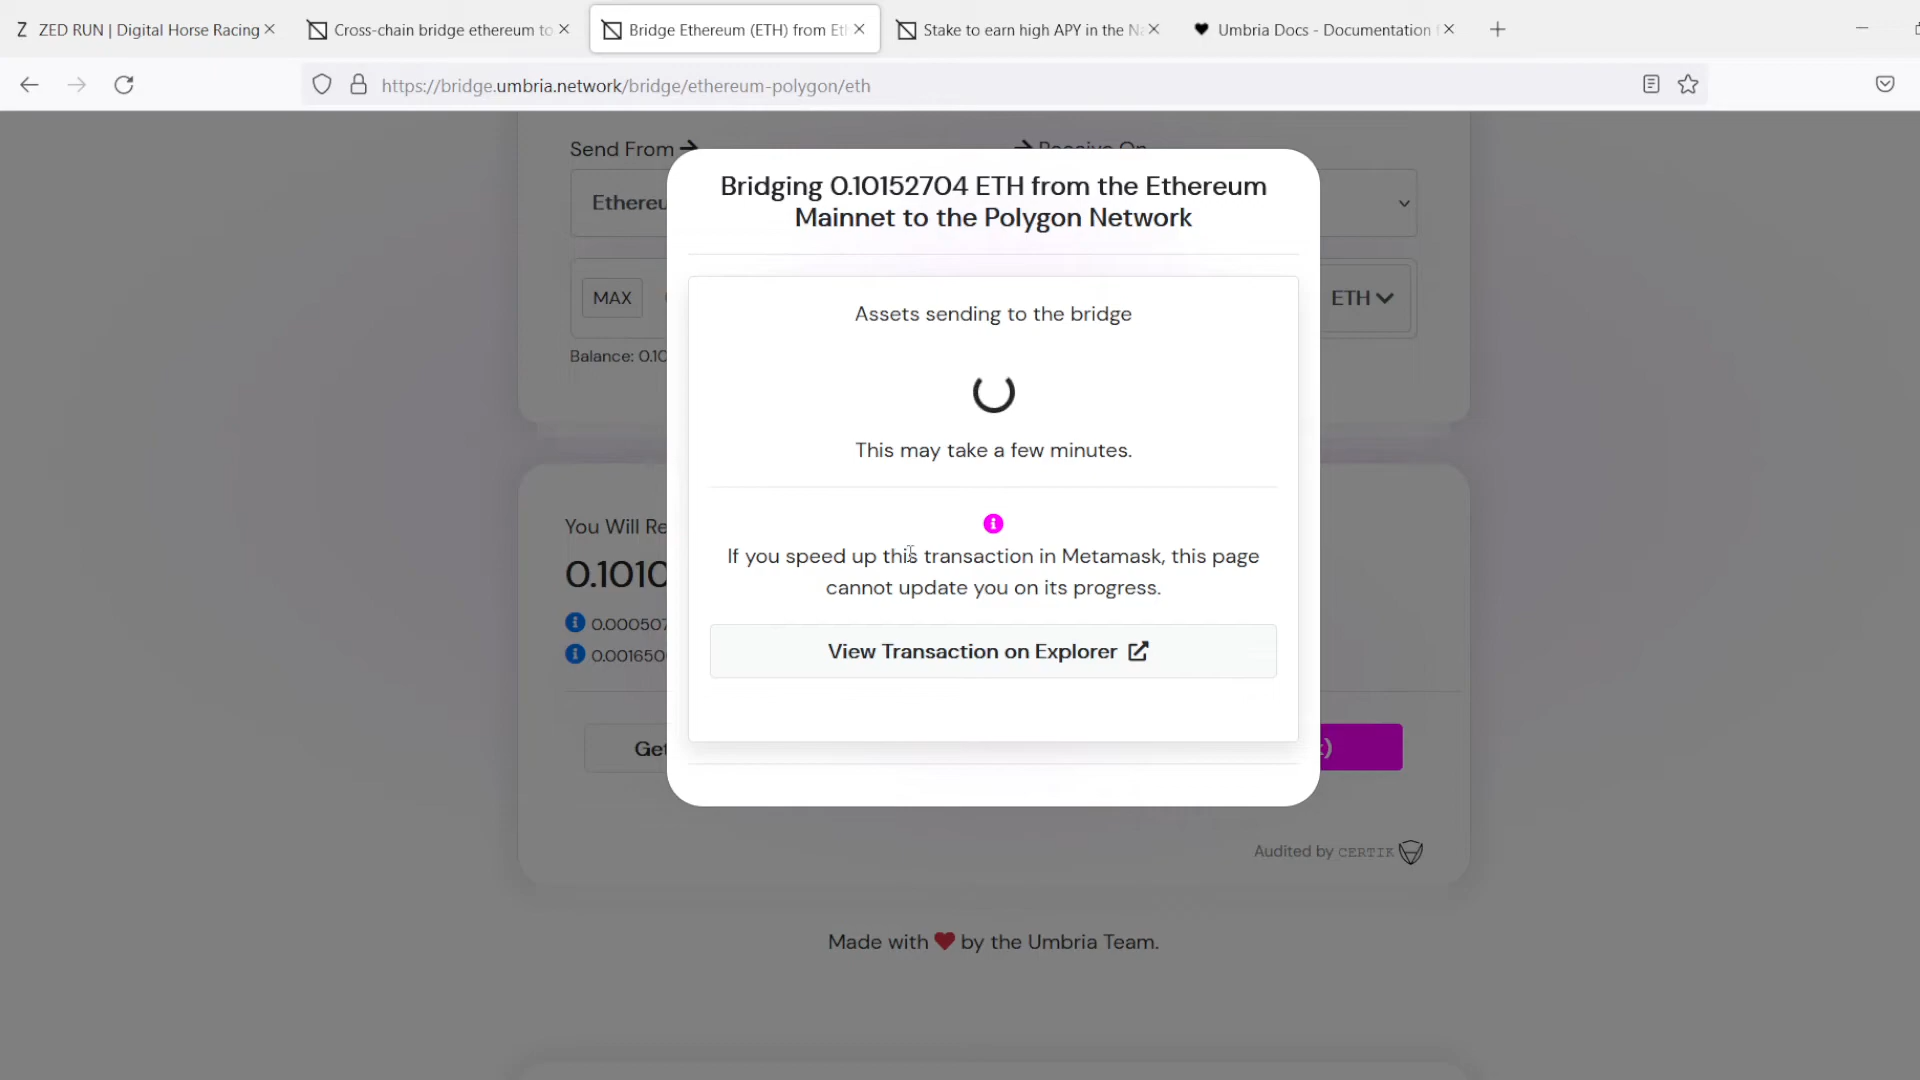 ZED RUN | Digital Horse Racing
Cross-chain bridge ethereum to
Bridge Ethereum (ETH) from Eth
Stake to earn high APY in the Na
Umbria Docs - Documentation f
https://bridge.umbria.network/bridge/ethereum-polygon/eth
Send From
Receive On
Bridging 0.10152704 ETH from the Ethereum
Mainnet to the Polygon Network
Ethereu
MAX
ETH
Assets sending to the bridge
Balance: 0.10
This may take a few minutes.
You Will Re
If you speed up this transaction in Metamask, this page
cannot update you on its progress.
0.1010
0.000507
0.001650
View Transaction on Explorer
Get
Audited by CERTIK
Made with ❤ by the Umbria Team.